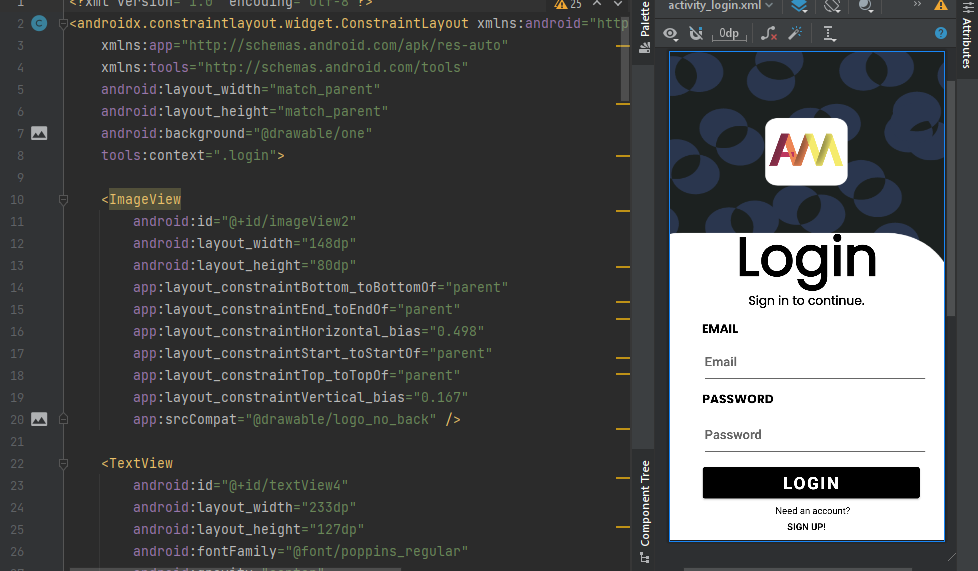 1 <?xml version="1.0" encoding="utf-8"?>
2 <androidx.constraintlayout.widget.ConstraintLayout xmlns:android="http
3 xmlns:app="http://schemas.android.com/apk/res-auto"
4 xmlns:tools="http://schemas.android.com/tools"
5 android:layout_width="match_parent"
6 android:layout_height="match_parent"
7 android:background="@drawable/one"
8 tools:context=".login">
9
10 <ImageView
11 android:id="@+id/imageView2"
12 android:layout_width="148dp"
13 android:layout_height="80dp"
14 app:layout_constraintBottom_toBottomOf="parent"
15 app:layout_constraintEnd_toEndOf="parent"
16 app:layout_constraintHorizontal_bias="0.498"
17 app:layout_constraintStart_toStartOf="parent"
18 app:layout_constraintTop_toTopOf="parent"
19 app:layout_constraintVertical_bias="0.167"
20 app:srcCompat="@drawable/logo_no_back" />
21
22 <TextView
23 android:id="@+id/textView4"
24 android:layout_width="233dp"
25 android:layout_height="127dp"
26 android:fontFamily="@font/poppins_regular"
25
C
Palette
Component Tree
activity_login.xml
0dp
?
Attributes
AM
Login
Sign in to continue.
EMAIL
Email
PASSWORD
Password
LOGIN
Need an account?
SIGN UP!